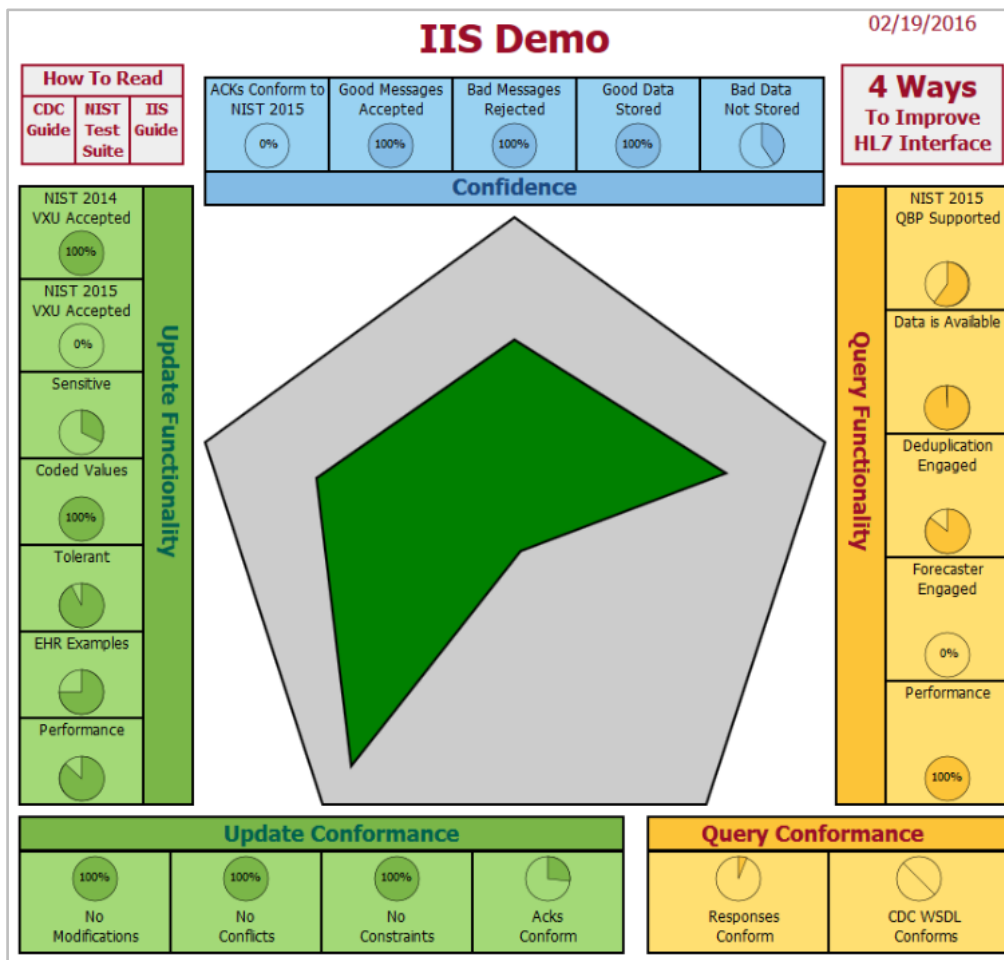 02/19/2016
IIS Demo
How To Read
CDC
Guide
NIST
Test
Suite
IIS
Guide
ACKs Conform to
NIST 2015
0%
Good Messages
Accepted
100%
Bad Messages
Rejected
100%
Good Data
Stored
100%
Bad Data
Not Stored
Confidence
4 Ways
To Improve
HL7 Interface
NIST 2014
VXU Accepted
100%
NIST 2015
VXU Accepted
0%
Sensitive
Coded Values
100%
Tolerant
EHR Examples
Performance
Update Functionality
Query Functionality
NIST 2015
QBP Supported
Data is Available
Deduplication
Engaged
Forecaster
Engaged
0%
Performance
100%
Update Conformance
100%
No
Modifications
100%
No
Conflicts
100%
No
Constraints
Acks
Conform
Query Conformance
Responses
Conform
CDC WSDL
Conforms